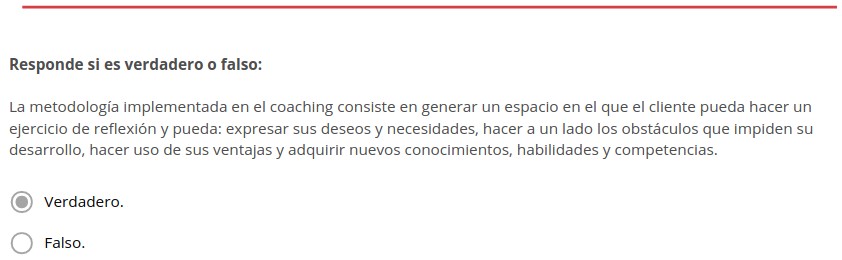 Responde si es verdadero o falso:
La metodología implementada en el coaching consiste en generar un espacio en el que el cliente pueda hacer un
ejercicio de reflexión y pueda: expresar sus deseos y necesidades, hacer a un lado los obstáculos que impiden su
desarrollo, hacer uso de sus ventajas y adquirir nuevos conocimientos, habilidades y competencias.
Verdadero.
Falso.